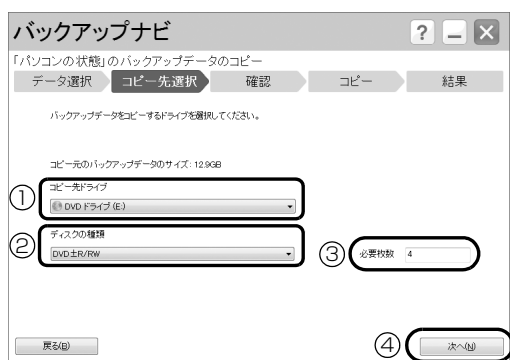 バックアップナビ
?
「パソコンの状態」のバックアップデータのコピー
データ選択 コピー先選択 確認 コピー 結果
バックアップデータをコピーするドライブを選択してください。
コピー元のバックアップデータのサイズ: 12.9GB
① コピー先ドライブ
DVD ドライブ (E:)
② ディスクの種類
DVD±R/RW
③ 必要枚数 4
戻る(B) ④ 次へ(N)